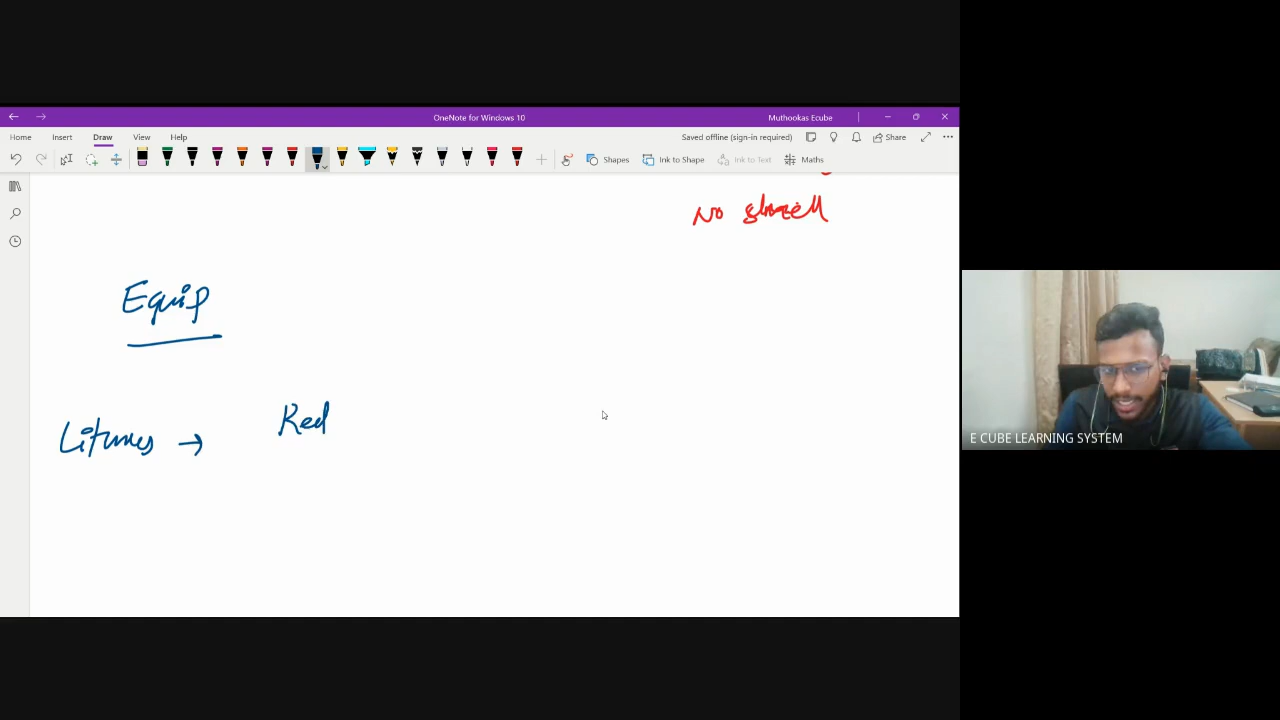 OneNote for Windows 10
Muthookas Ecube
Home Insert Draw View Help
Saved offline (sign-in required)
Share
Shapes
Ink to Shape
Ink to Text
Maths
No
Equip
Litmus →
Red
E CUBE LEARNING SYSTEM